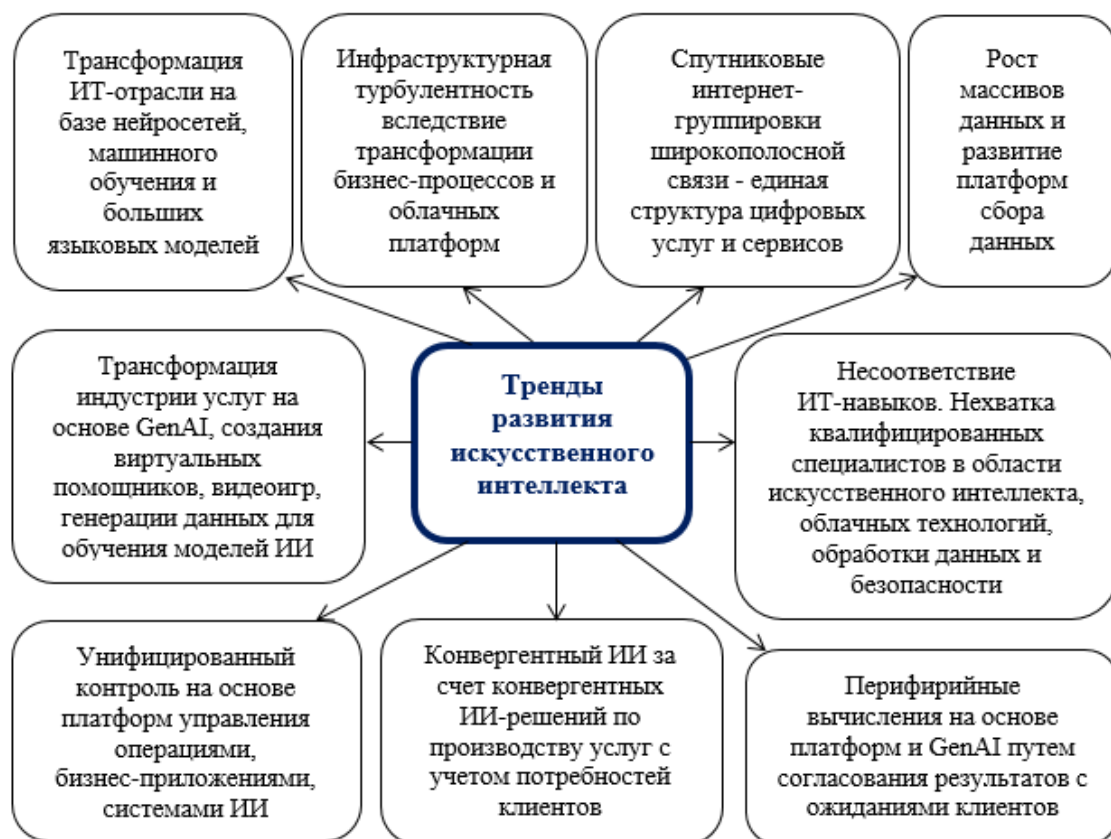 Трансформация
ИТ-отрасли на
базе нейросетей,
машинного
обучения и
больших
языковых моделей
Инфраструктурная
турбулентность
вследствие
трансформации
бизнес-процессов и
облачных
платформ
Спутниковые
интернет-
группировки
широкополосной
связи - единая
структура цифровых
услуг и сервисов
Рост
массивов
данных и
развитие
платформ
сбора
данных
Трансформация
индустрии услуг на
основе GenAI, создания
виртуальных
помощников, видеоигр,
генерации данных для
обучения моделей ИИ
Тренды
развития
искусственного
интеллекта
Несоответствие
ИТ-навыков. Нехватка
квалифицированных
специалистов в области
искусственного интеллекта,
облачных технологий,
обработки данных и
безопасности
Унифицированный
контроль на основе
платформ управления
операциями,
бизнес-приложениями,
системами ИИ
Конвергентный ИИ за
счет конвергентных
ИИ-решений по
производству услуг с
учетом потребностей
клиентов
Перифирийные
вычисления на основе
платформ и GenAI путем
согласования результатов с
ожиданиями клиентов